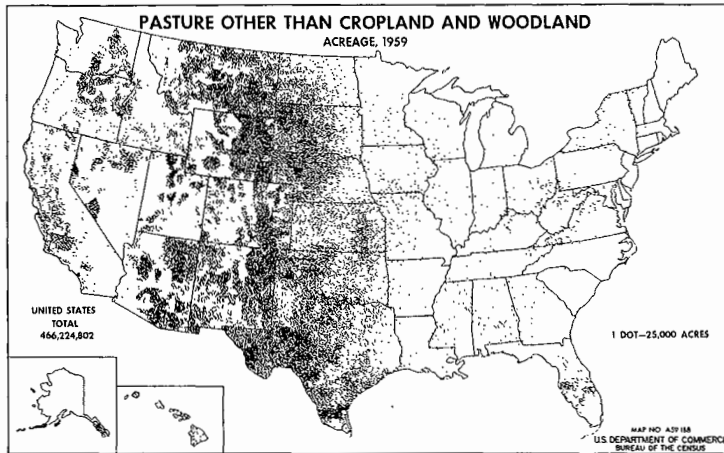 PASTURE OTHER THAN CROPLAND AND WOODLAND
ACREAGE, 1959
UNITED STATES
TOTAL
466,224,802
1 DOT—25,000 ACRES
MAP NO. A59 188
U.S. DEPARTMENT OF COMMERCE
BUREAU OF THE CENSUS